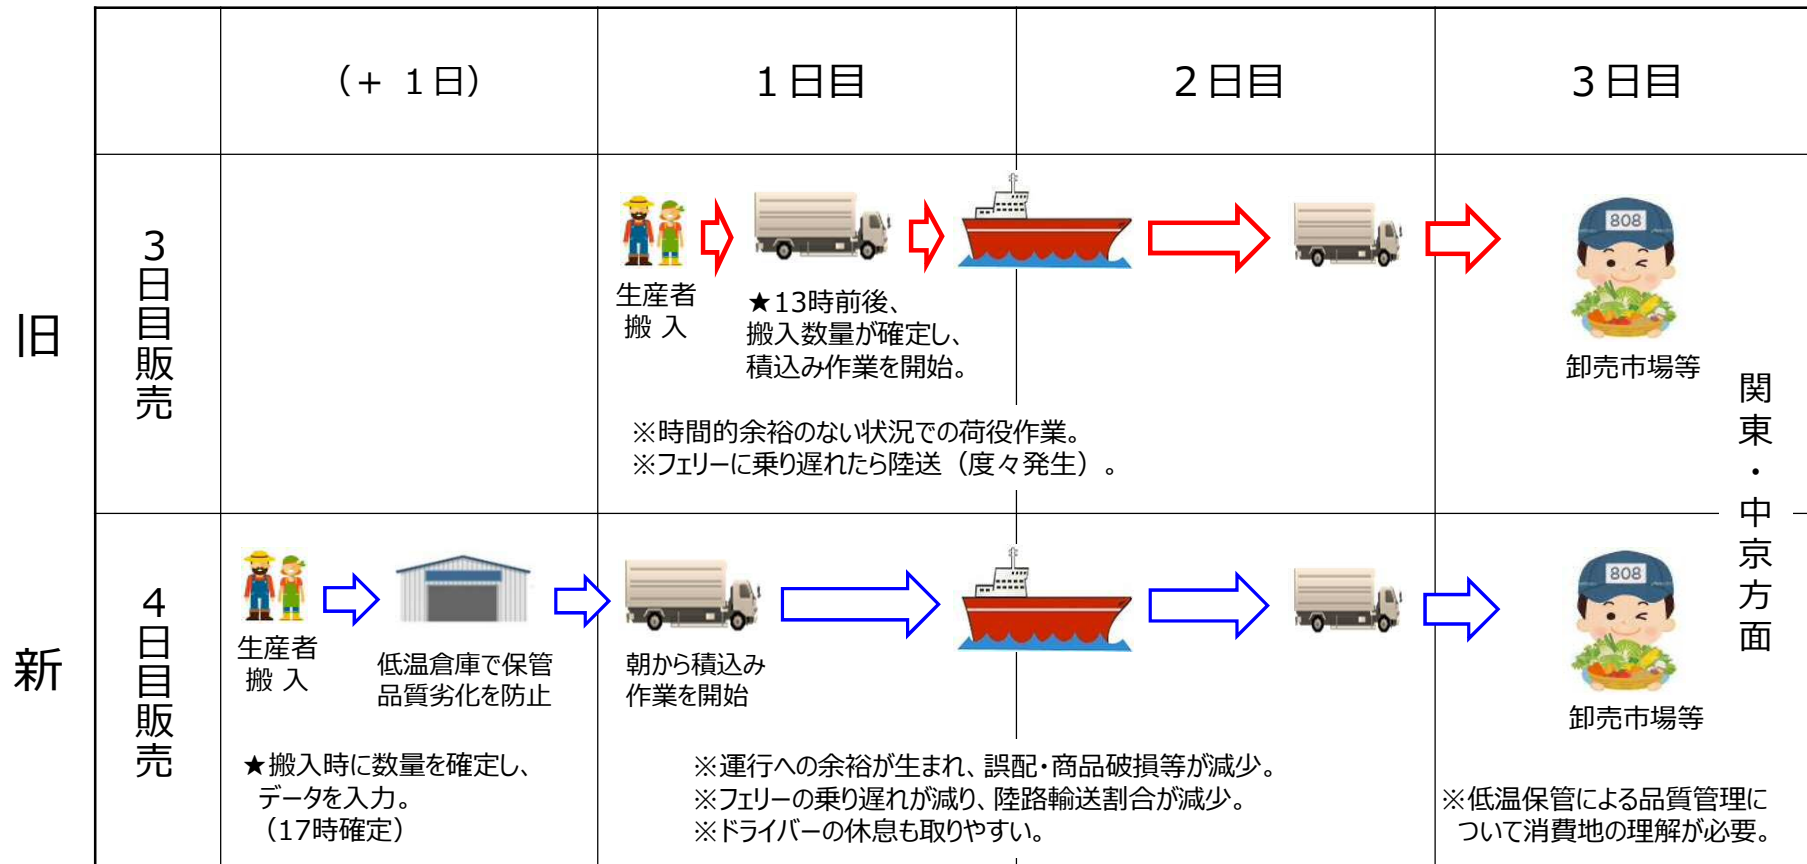 （＋１日）
１日目
２日目
３日目
旧
３日目販売
生産者
搬 入
★13時前後、
搬入数量が確定し、
積込み作業を開始。
※時間的余裕のない状況での荷役作業。
※フェリーに乗り遅れたら陸送（度々発生）。
808
卸売市場等
関東・中京方面
新
４日目販売
生産者
搬 入
低温倉庫で保管
品質劣化を防止
★搬入時に数量を確定し、
データを入力。
（17時確定）
朝から積込み
作業を開始
※運行への余裕が生まれ、誤配・商品破損等が減少。
※フェリーの乗り遅れが減り、陸路輸送割合が減少。
※ドライバーの休息も取りやすい。
808
卸売市場等
※低温保管による品質管理に
ついて消費地の理解が必要。